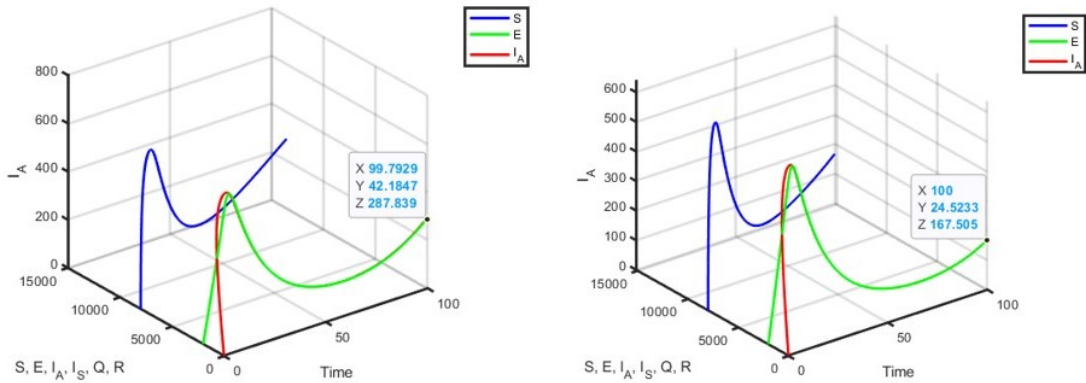 S
E
I_A
800
600
400
200
0
I_A
15000
10000
5000
0
0
50
100
S, E, I_A, I_S, Q, R
Time
X 99.7929
Y 42.1847
Z 287.839
S
E
I_A
600
500
400
300
200
100
0
I_A
15000
10000
5000
0
0
50
100
S, E, I_A, I_S, Q, R
Time
X 100
Y 24.5233
Z 167.505